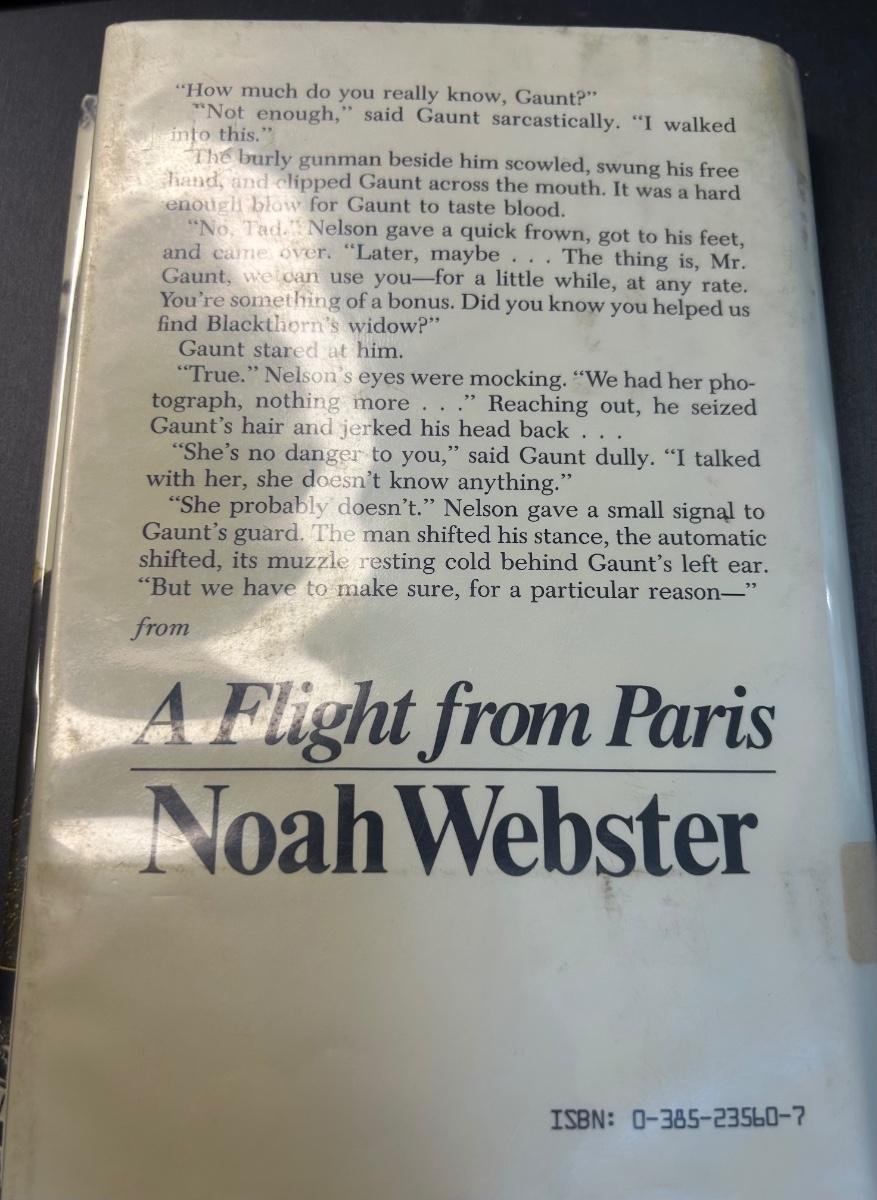 “How much do you really know, Gaunt?”
“Not enough,” said Gaunt sarcastically. “I walked
into this.”
The burly gunman beside him scowled, swung his free
hand, and clipped Gaunt across the mouth. It was a hard
enough blow for Gaunt to taste blood.
“No, Tad.” Nelson gave a quick frown, got to his feet,
and came over. “Later, maybe . . . The thing is, Mr.
Gaunt, we can use you—for a little while, at any rate.
You’re something of a bonus. Did you know you helped us
find Blackthorn’s widow?”
Gaunt stared at him.
“True.” Nelson’s eyes were mocking. “We had her pho-
tograph, nothing more . . .” Reaching out, he seized
Gaunt’s hair and jerked his head back . . .
“She’s no danger to you,” said Gaunt dully. “I talked
with her, she doesn’t know anything.”
“She probably doesn’t.” Nelson gave a small signal to
Gaunt’s guard. The man shifted his stance, the automatic
shifted, its muzzle resting cold behind Gaunt’s left ear.
“But we have to make sure, for a particular reason—”
from
A Flight from Paris
Noah Webster
ISBN: 0-385-23560-7